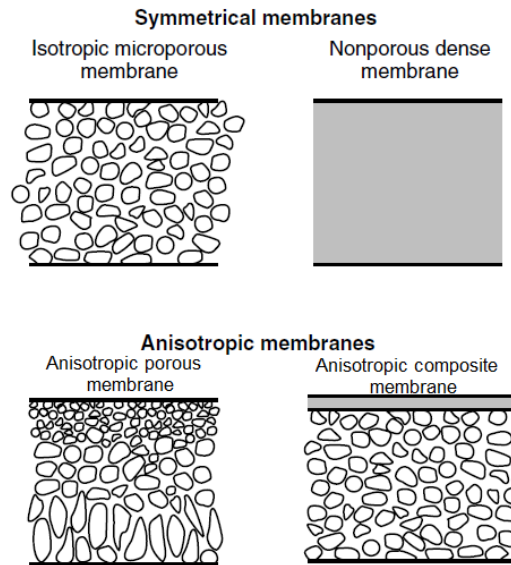 Symmetrical membranes
Isotropic microporous
membrane
Nonporous dense
membrane
Anisotropic membranes
Anisotropic porous
membrane
Anisotropic composite
membrane